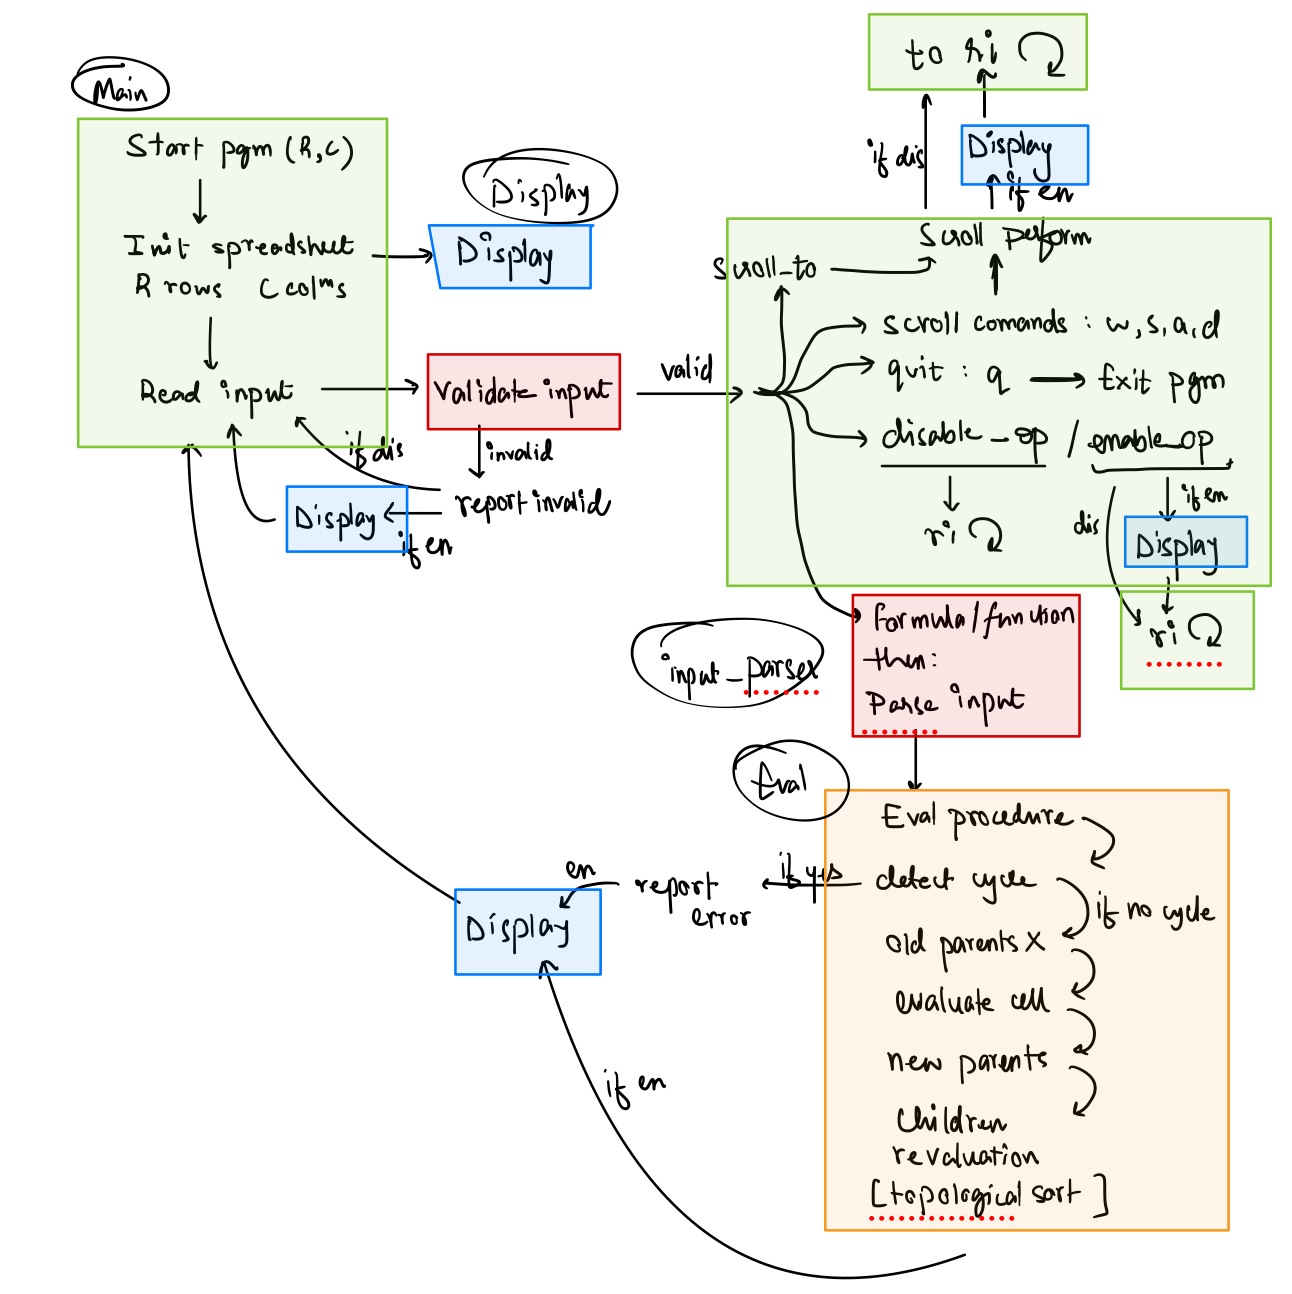 Main
Start pgm (R,C)
Init spreadsheet
R rows C colms
Read input
Display
Display
validate input
valid
invalid
report invalid
if dis
Display
if en
to ri
if dis
Display
if en
Scroll perform
scroll_to
scroll comands : w,s,a,d
quit : q → Exit pgm
disable_op / enable_op
ri
dis
if en
Display
ri
input_parser
formula/function
then:
Parse input
Eval
Eval procedure
detect cycle
if yes
report
error
en
Display
if no cycle
old parents X
evaluate cell
new parents
Children
revaluation
[topological sort]
if en